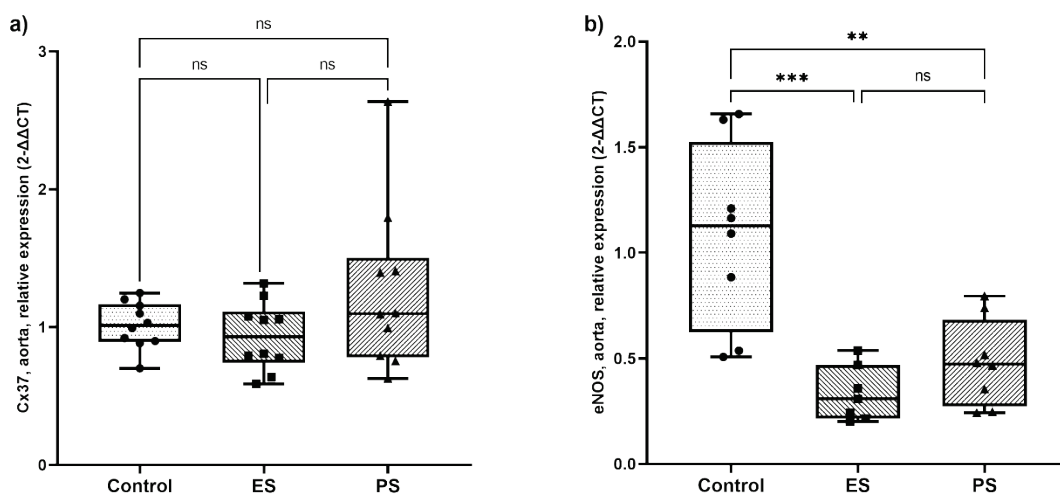 a)
ns
ns
ns
Cx37, aorta, relative expression (2-ΔΔCT)
3
2
1
0
Control
ES
PS
b)
**
***
ns
eNOS, aorta, relative expression (2-ΔΔCT)
2.0
1.5
1.0
0.5
0.0
Control
ES
PS